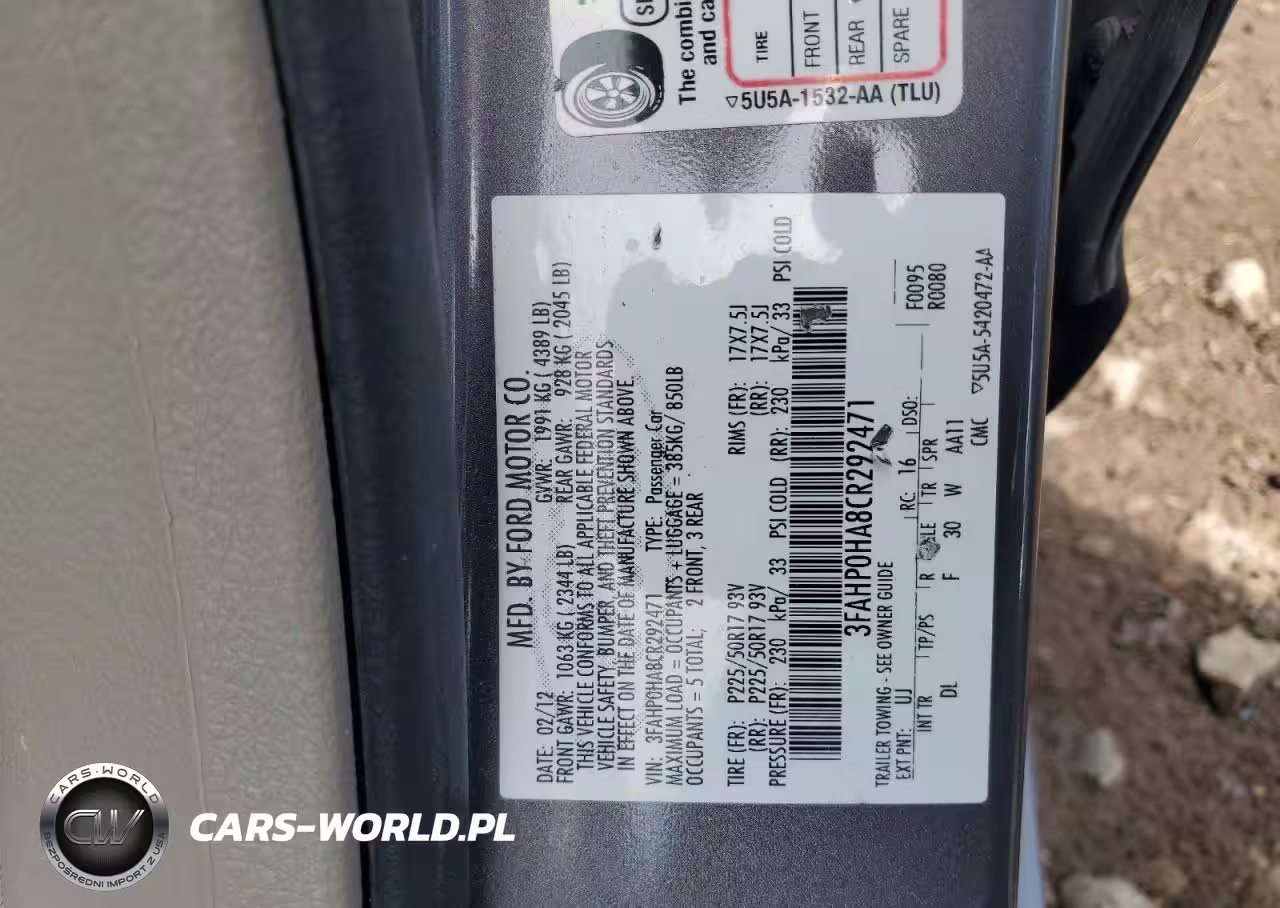 The combi
and ca
TIRE
FRONT
REAR
SPARE
▽5U5A-1532-AA (TLU)
MFD. BY FORD MOTOR CO.
DATE: 02/12 GVWR: 1991 KG ( 4389 LB)
FRONT GAWR: 1063 KG ( 2344 LB) REAR GAWR: 928 KG ( 2045 LB)
THIS VEHICLE CONFORMS TO ALL APPLICABLE FEDERAL MOTOR
VEHICLE SAFETY, BUMPER, AND THEFT PREVENTION STANDARDS
IN EFFECT ON THE DATE OF MANUFACTURE SHOWN ABOVE.
VIN: 3FAHP0HA8CR292471 TYPE: Passenger Car
MAXIMUM LOAD = OCCUPANTS + LUGGAGE = 385KG/ 850LB
OCCUPANTS = 5 TOTAL, 2 FRONT, 3 REAR
TIRE (FR): P225/50R17 93V RIMS (FR): 17X7.5J
(RR): P225/50R17 93V (RR): 17X7.5J
PRESSURE (FR): 230 kPa/ 33 PSI COLD (RR): 230 kPa/ 33 PSI COLD
3FAHP0HA8CR292471
TRAILER TOWING - SEE OWNER GUIDE
EXT PNT: UJ RC: 16 DSO: F0095
R0080
INT TR TP/PS R LE TR SPR
DL F 30 W AA11
CMC ▽5U5A-5420472-AA
CARS-WORLD
CW
BEZPOŚREDNI IMPORT Z USA
CARS-WORLD.PL